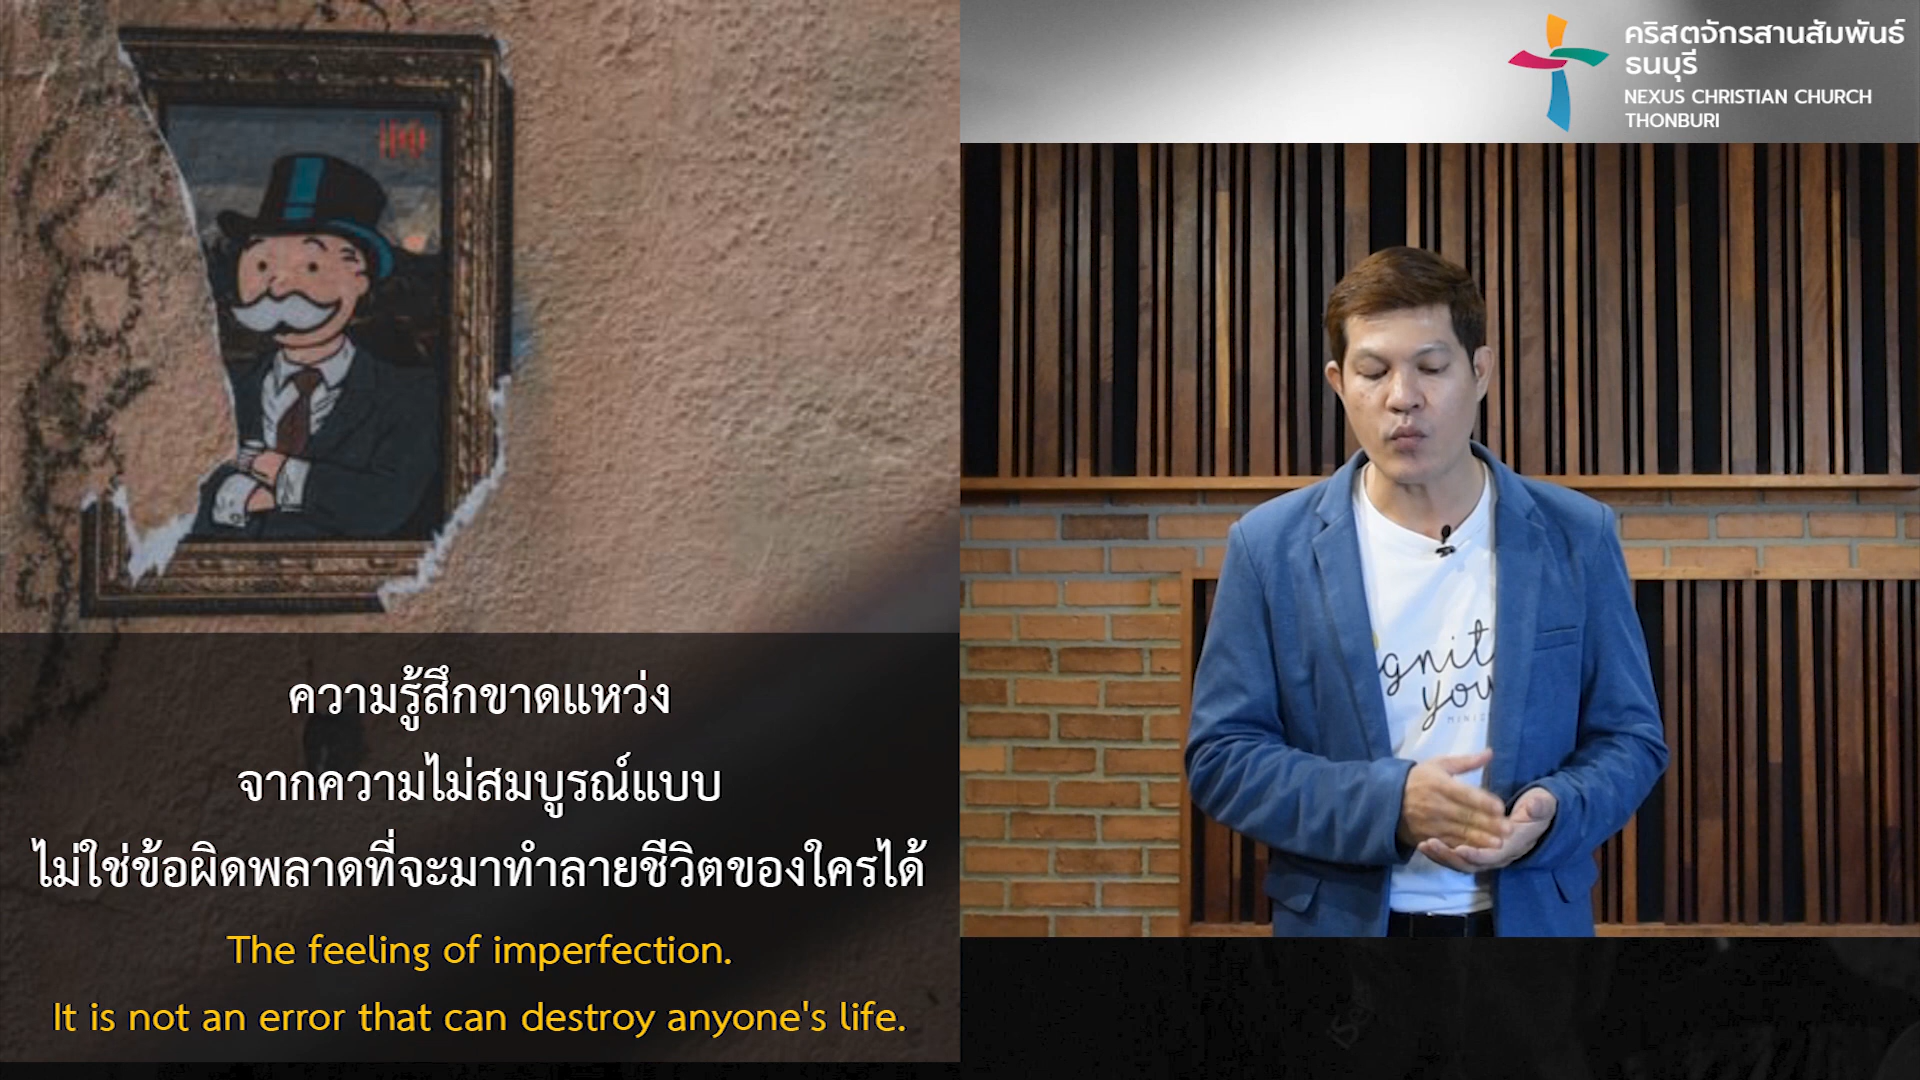 คริสตจักรสานสัมพันธ์
ธนบุรี
NEXUS CHRISTIAN CHURCH
THONBURI
ความรู้สึกขาดแหว่ง
จากความไม่สมบูรณ์แบบ
ไม่ใช่ข้อผิดพลาดที่จะมาทำลายชีวิตของใครได้
The feeling of imperfection.
It is not an error that can destroy anyone's life.
gnit
you